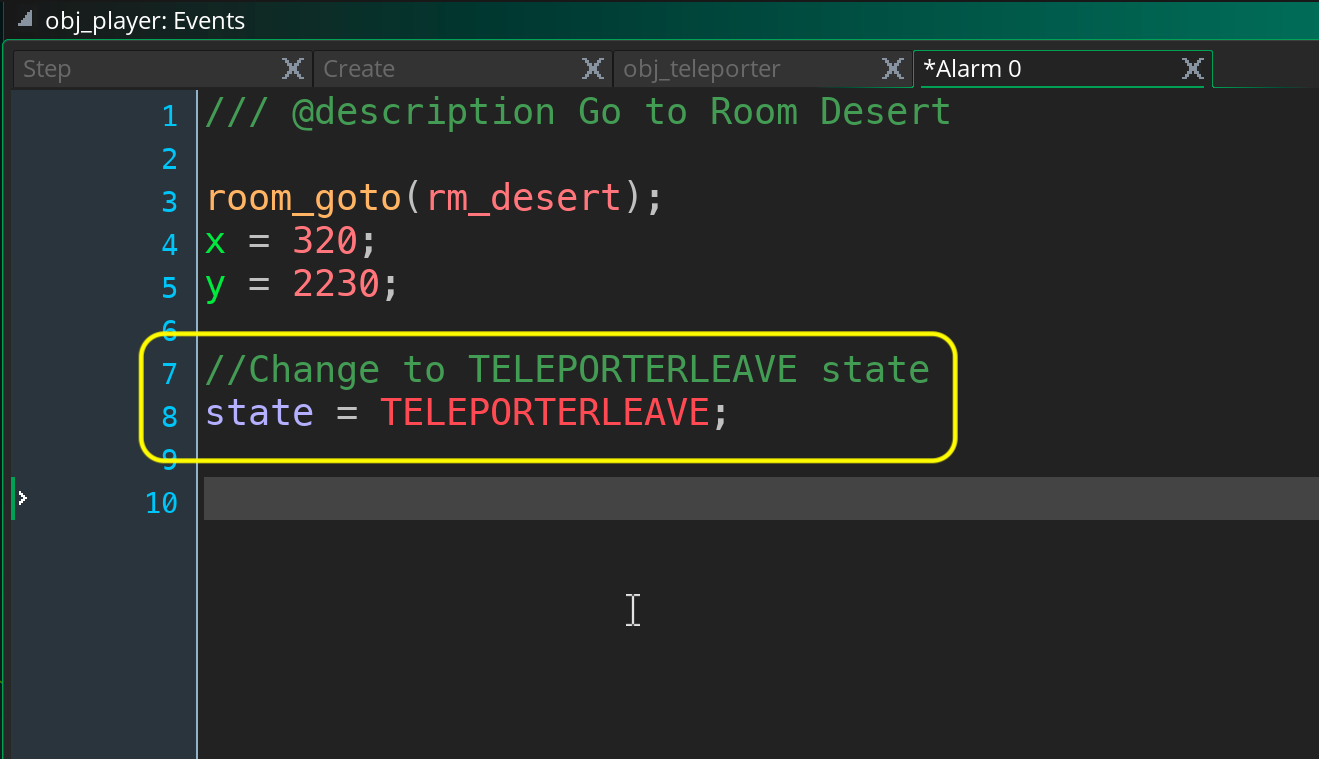 obj_player: Events
Step Create obj_teleporter *Alarm 0
1 /// @description Go to Room Desert
2
3 room_goto(rm_desert);
4 x = 320;
5 y = 2230;
6
7 //Change to TELEPORTERLEAVE state
8 state = TELEPORTERLEAVE;
9
10